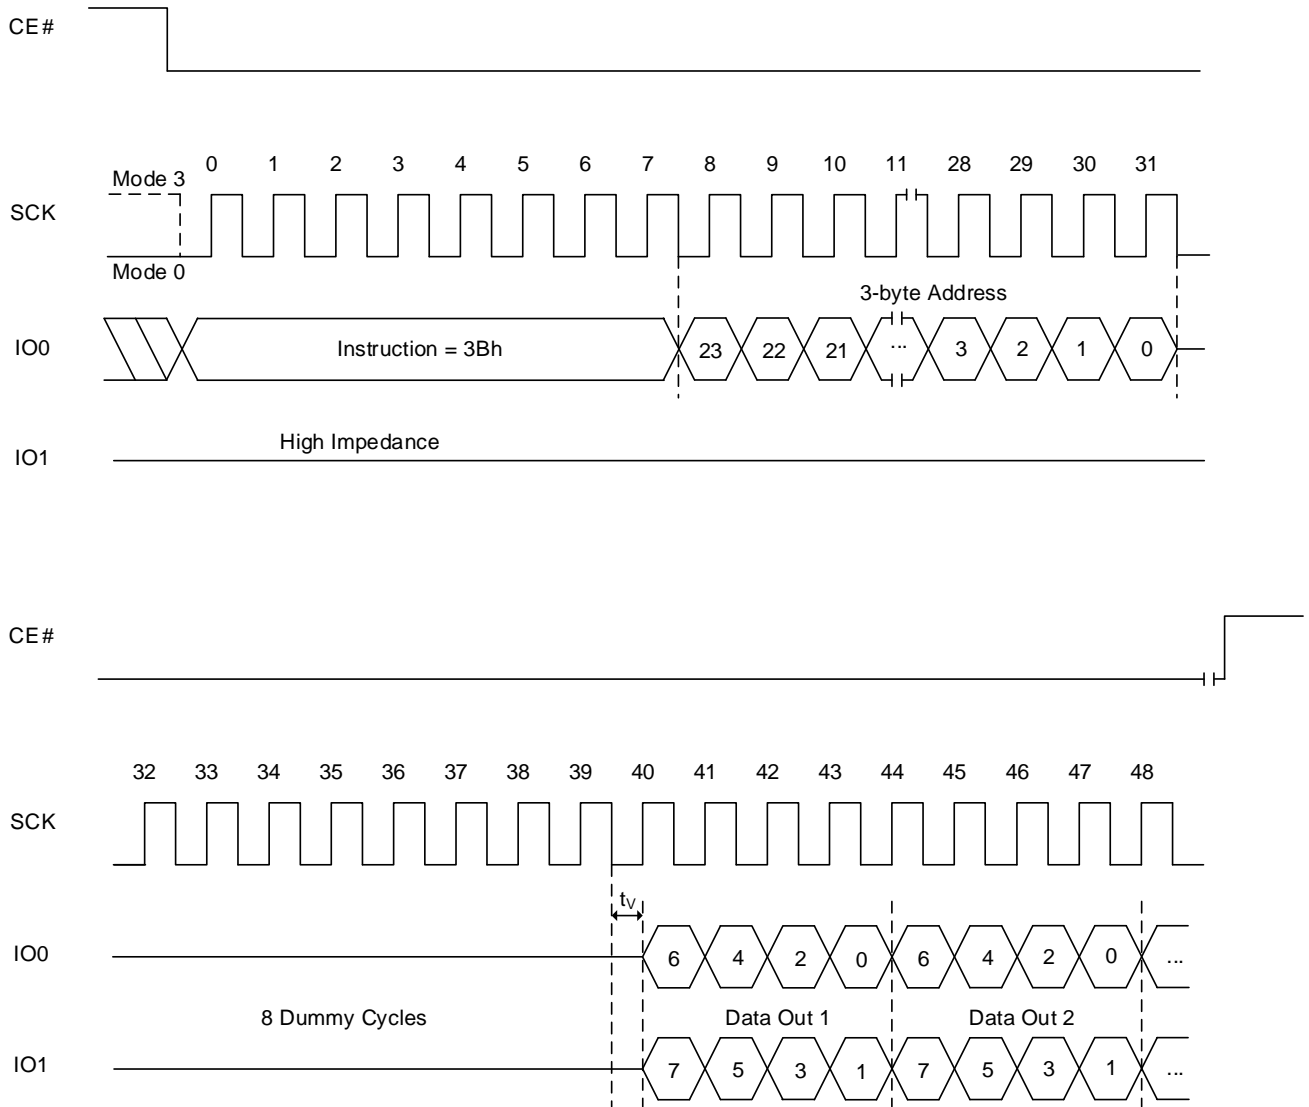 CE#
0 1 2 3 4 5 6 7 8 9 10 11 28 29 30 31
Mode 3
SCK
Mode 0
3-byte Address
IO0 Instruction = 3Bh 23 22 21 ... 3 2 1 0
High Impedance
IO1
CE#
32 33 34 35 36 37 38 39 40 41 42 43 44 45 46 47 48
SCK
tV
IO0 6 4 2 0 6 4 2 0 ...
8 Dummy Cycles Data Out 1 Data Out 2
IO1 7 5 3 1 7 5 3 1 ...